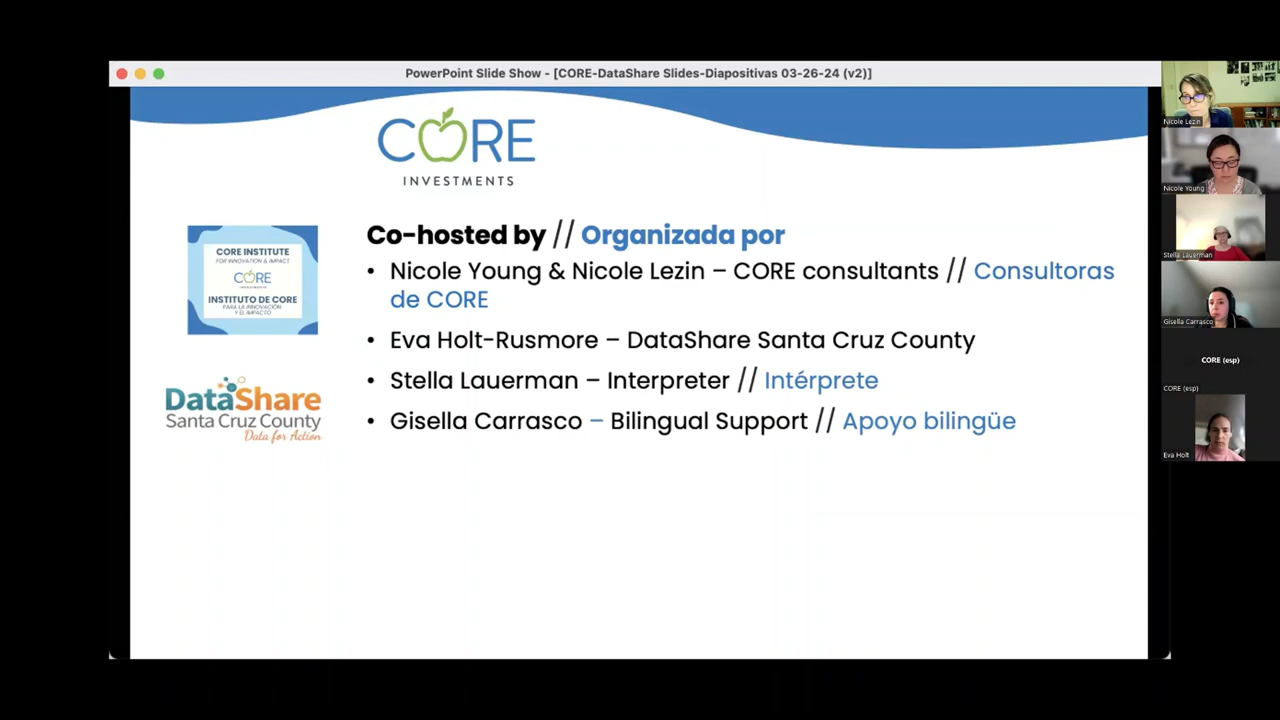 PowerPoint Slide Show - [CORE-DataShare Slides-Diapositivas 03-26-24 (v2)]
CORE
INVESTMENTS
CORE INSTITUTE
FOR INNOVATION & IMPACT
CORE
INVESTMENTS
INSTITUTO DE CORE
PARA LA INNOVACIÓN
Y EL IMPACTO
DataShare
Santa Cruz County
Data for Action
Co-hosted by // Organizada por
• Nicole Young & Nicole Lezin – CORE consultants // Consultoras
de CORE
• Eva Holt-Rusmore – DataShare Santa Cruz County
• Stella Lauerman – Interpreter // Intérprete
• Gisella Carrasco – Bilingual Support // Apoyo bilingüe
Nicole Lezin
Nicole Young
Stella Lauerman
Gisella Carrasco
CORE (esp)
CORE (esp)
Eva Holt